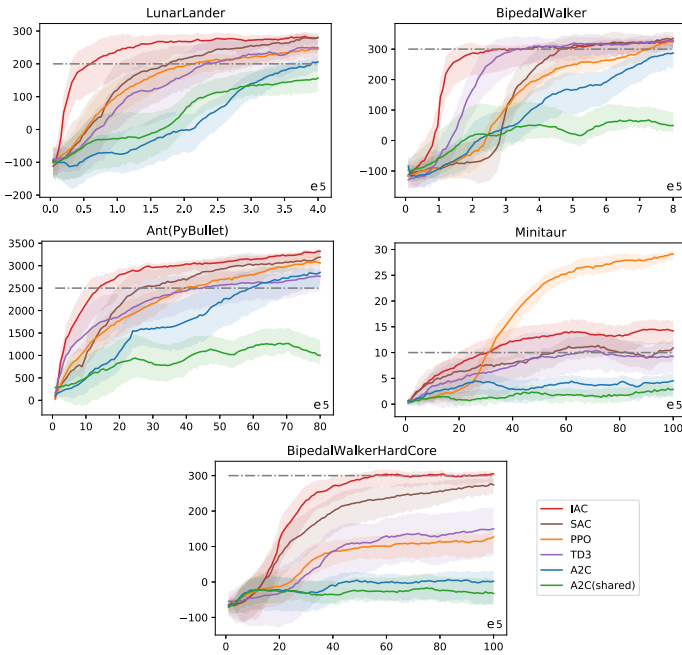 LunarLander
300
200
100
0
−100
−200
0.0 0.5 1.0 1.5 2.0 2.5 3.0 3.5 4.0
e5
BipedalWalker
300
200
100
0
−100
0 1 2 3 4 5 6 7 8
e5
Ant(PyBullet)
3500
3000
2500
2000
1500
1000
500
0
0 10 20 30 40 50 60 70 80
e5
Minitaur
30
25
20
15
10
5
0
0 20 40 60 80 100
e5
BipedalWalkerHardCore
300
200
100
0
−100
0 20 40 60 80 100
e5
IAC
SAC
PPO
TD3
A2C
A2C(shared)